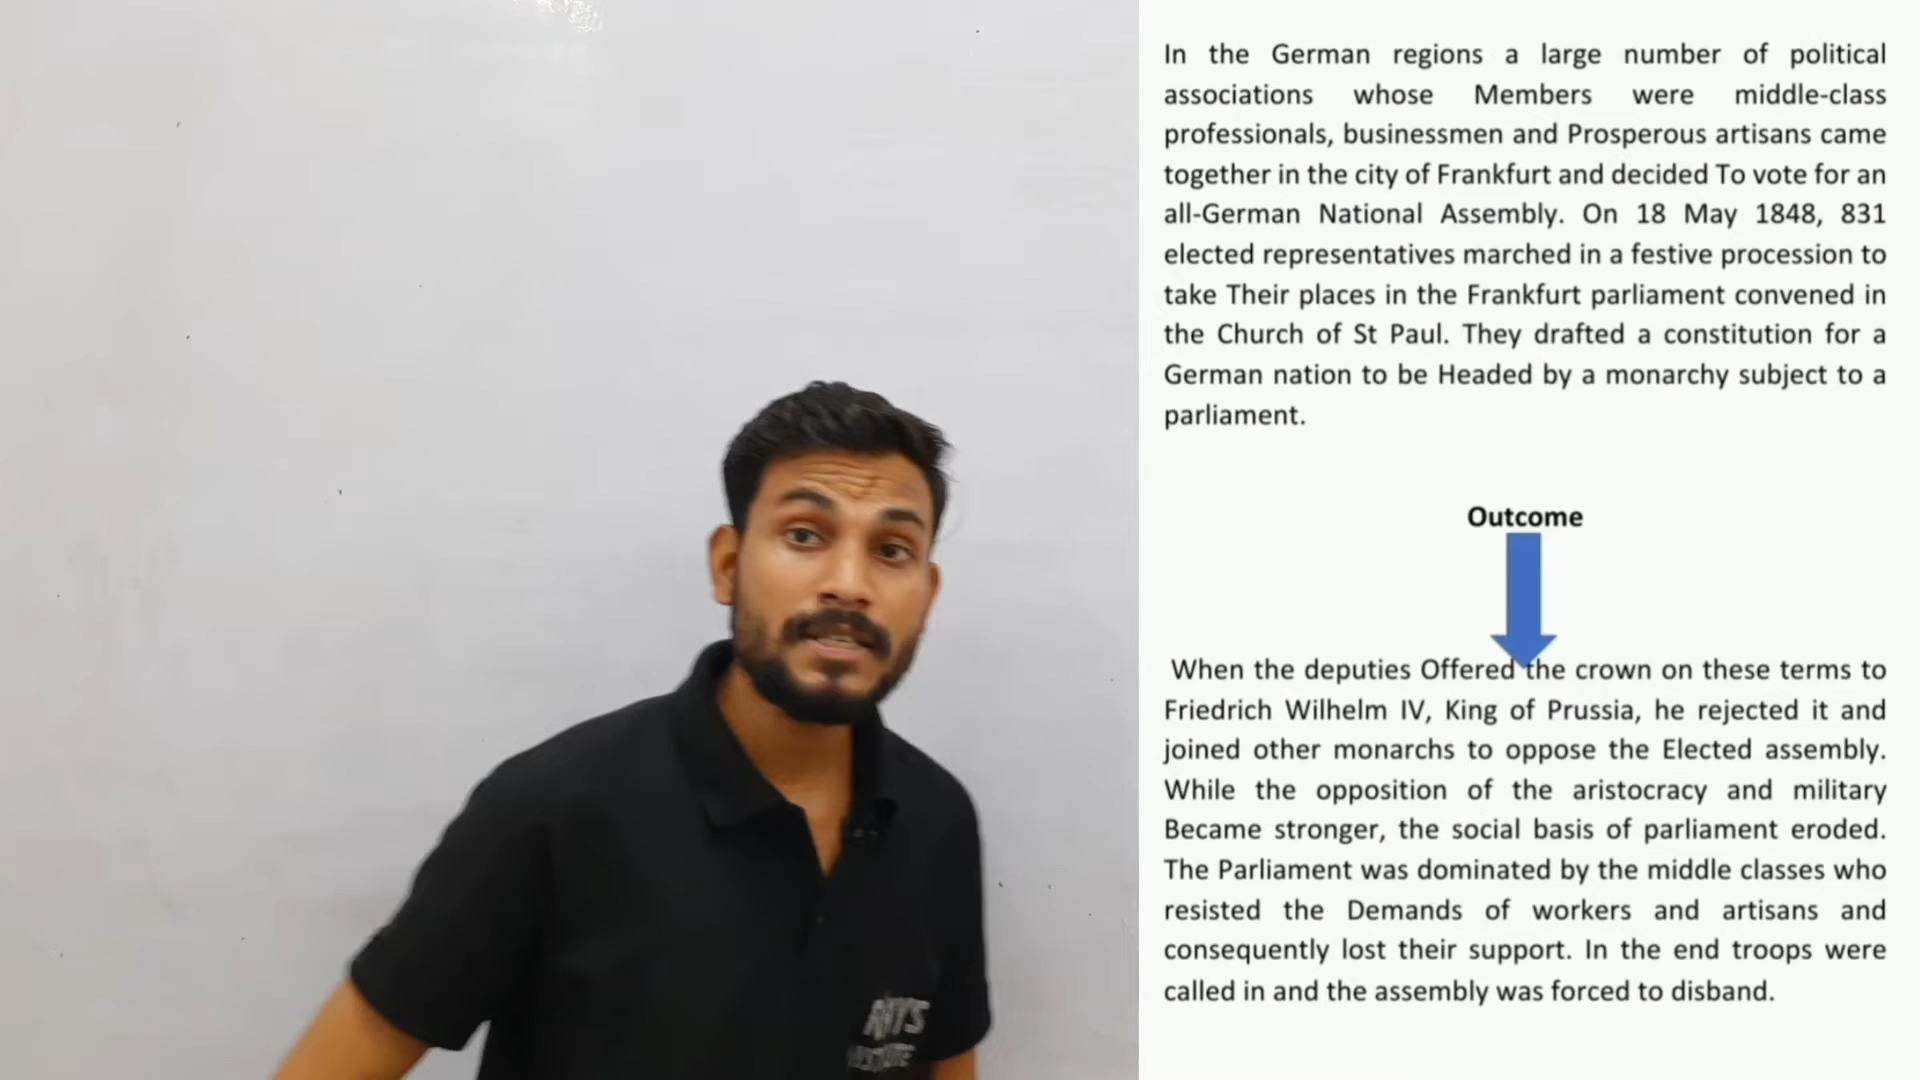 In the German regions a large number of political
associations whose Members were middle-class
professionals, businessmen and Prosperous artisans came
together in the city of Frankfurt and decided To vote for an
all-German National Assembly. On 18 May 1848, 831
elected representatives marched in a festive procession to
take Their places in the Frankfurt parliament convened in
the Church of St Paul. They drafted a constitution for a
German nation to be Headed by a monarchy subject to a
parliament.
Outcome
When the deputies Offered the crown on these terms to
Friedrich Wilhelm IV, King of Prussia, he rejected it and
joined other monarchs to oppose the Elected assembly.
While the opposition of the aristocracy and military
Became stronger, the social basis of parliament eroded.
The Parliament was dominated by the middle classes who
resisted the Demands of workers and artisans and
consequently lost their support. In the end troops were
called in and the assembly was forced to disband.